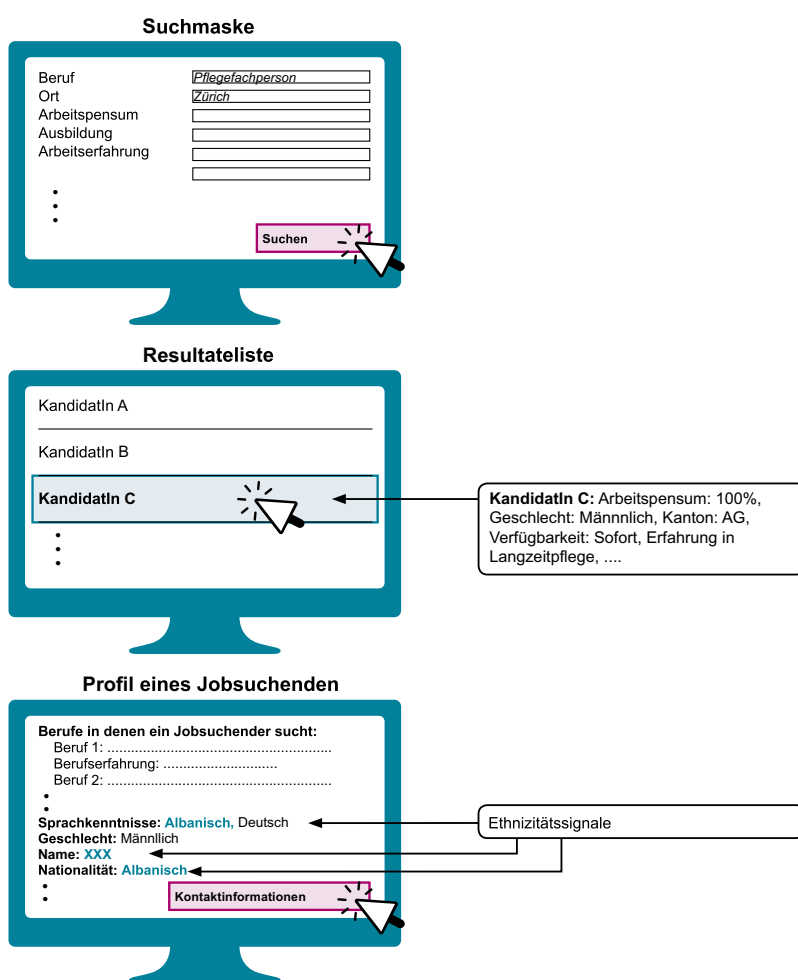 Suchmaske
Beruf Pflegefachperson
Ort Zürich
Arbeitspensum
Ausbildung
Arbeitserfahrung
Suchen
Resultateliste
KandidatIn A
KandidatIn B
KandidatIn C
KandidatIn C: Arbeitspensum: 100%,
Geschlecht: Männnlich, Kanton: AG,
Verfügbarkeit: Sofort, Erfahrung in
Langzeitpflege, ....
Profil eines Jobsuchenden
Berufe in denen ein Jobsuchender sucht:
Beruf 1: ........................................................
Berufserfahrung: ............................
Beruf 2: ........................................................
Sprachkenntnisse: Albanisch, Deutsch
Geschlecht: Männllich
Name: XXX
Nationalität: Albanisch
Kontaktinformationen
Ethnizitätssignale